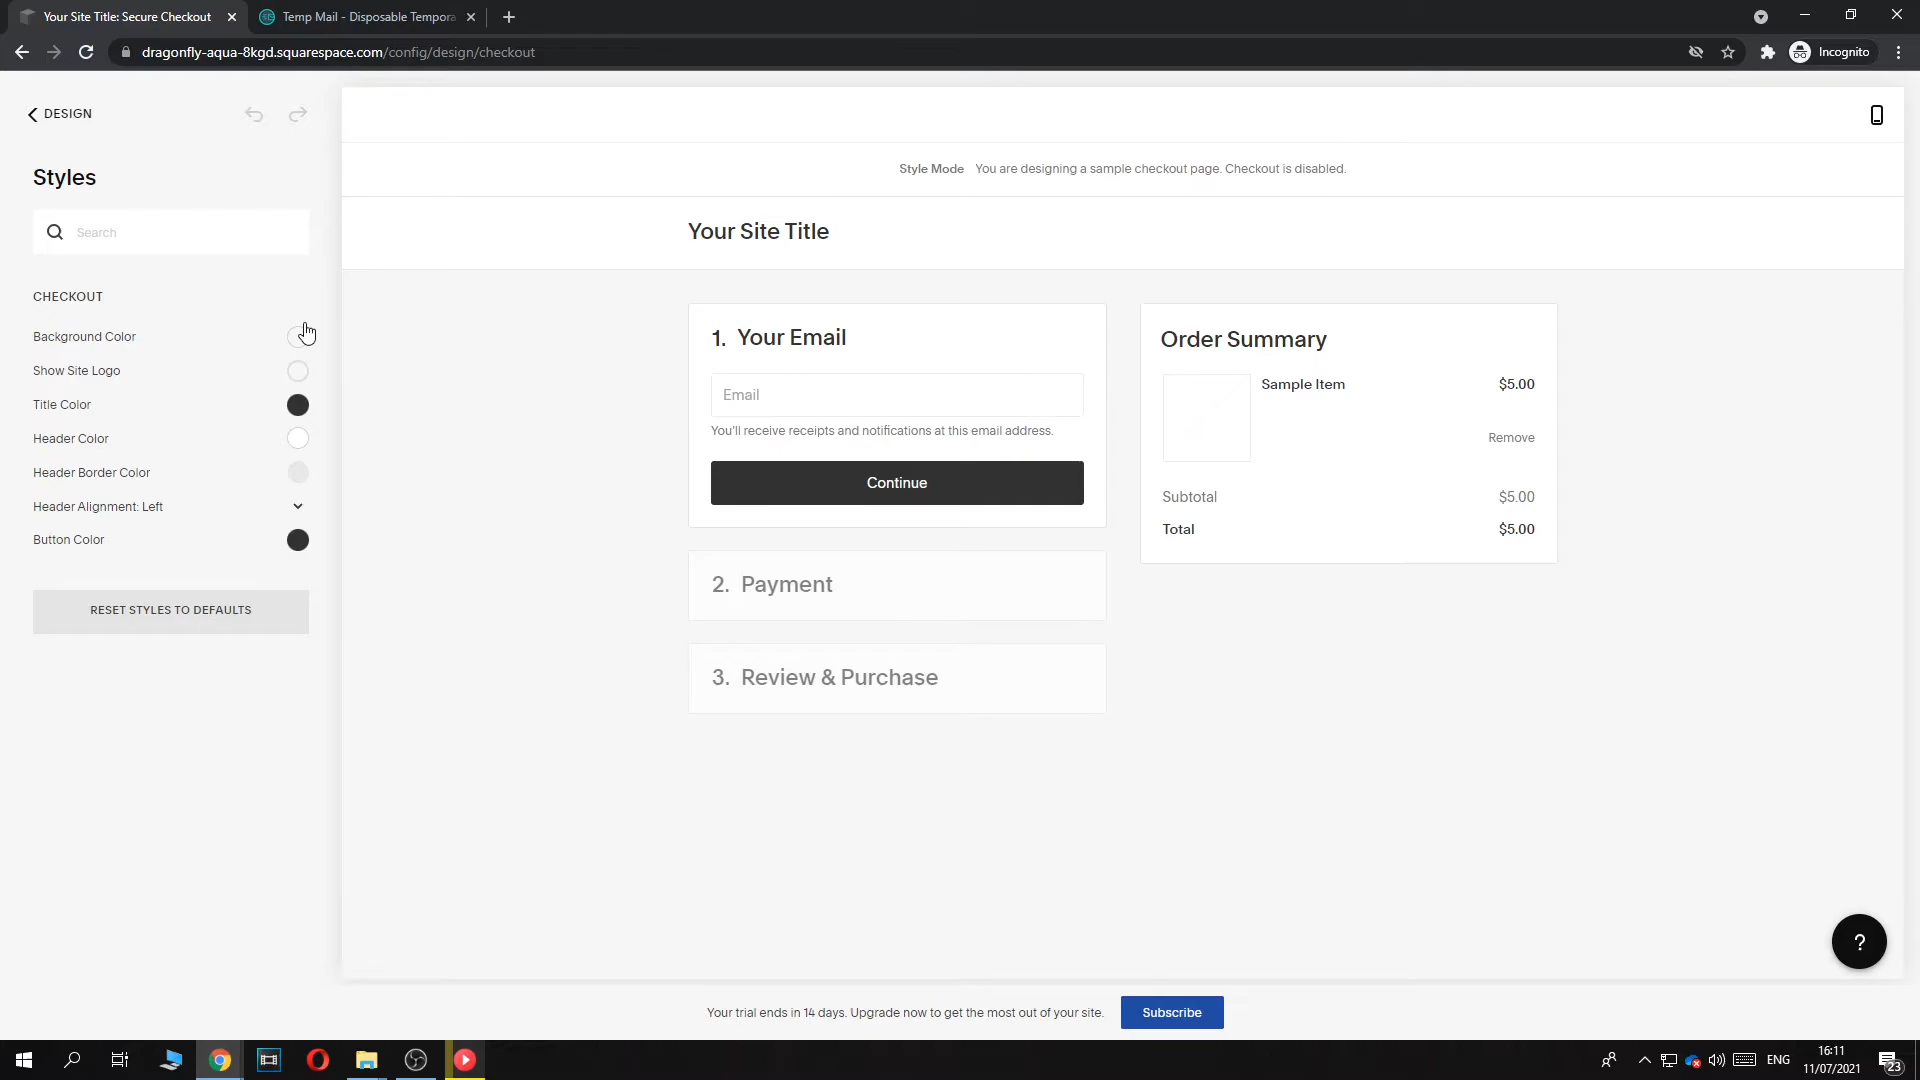 Your Site Title: Secure Checkout
Temp Mail - Disposable Tempora
dragonfly-aqua-8kgd.squarespace.com/config/design/checkout
Incognito
DESIGN
Styles
Search
CHECKOUT
Background Color
Show Site Logo
Title Color
Header Color
Header Border Color
Header Alignment: Left
Button Color
RESET STYLES TO DEFAULTS
Style Mode You are designing a sample checkout page. Checkout is disabled.
Your Site Title
1. Your Email
Email
You'll receive receipts and notifications at this email address.
Continue
2. Payment
3. Review & Purchase
Order Summary
Sample Item $5.00
Remove
Subtotal $5.00
Total $5.00
?
Your trial ends in 14 days. Upgrade now to get the most out of your site. Subscribe
ENG
16:11
11/07/2021
23